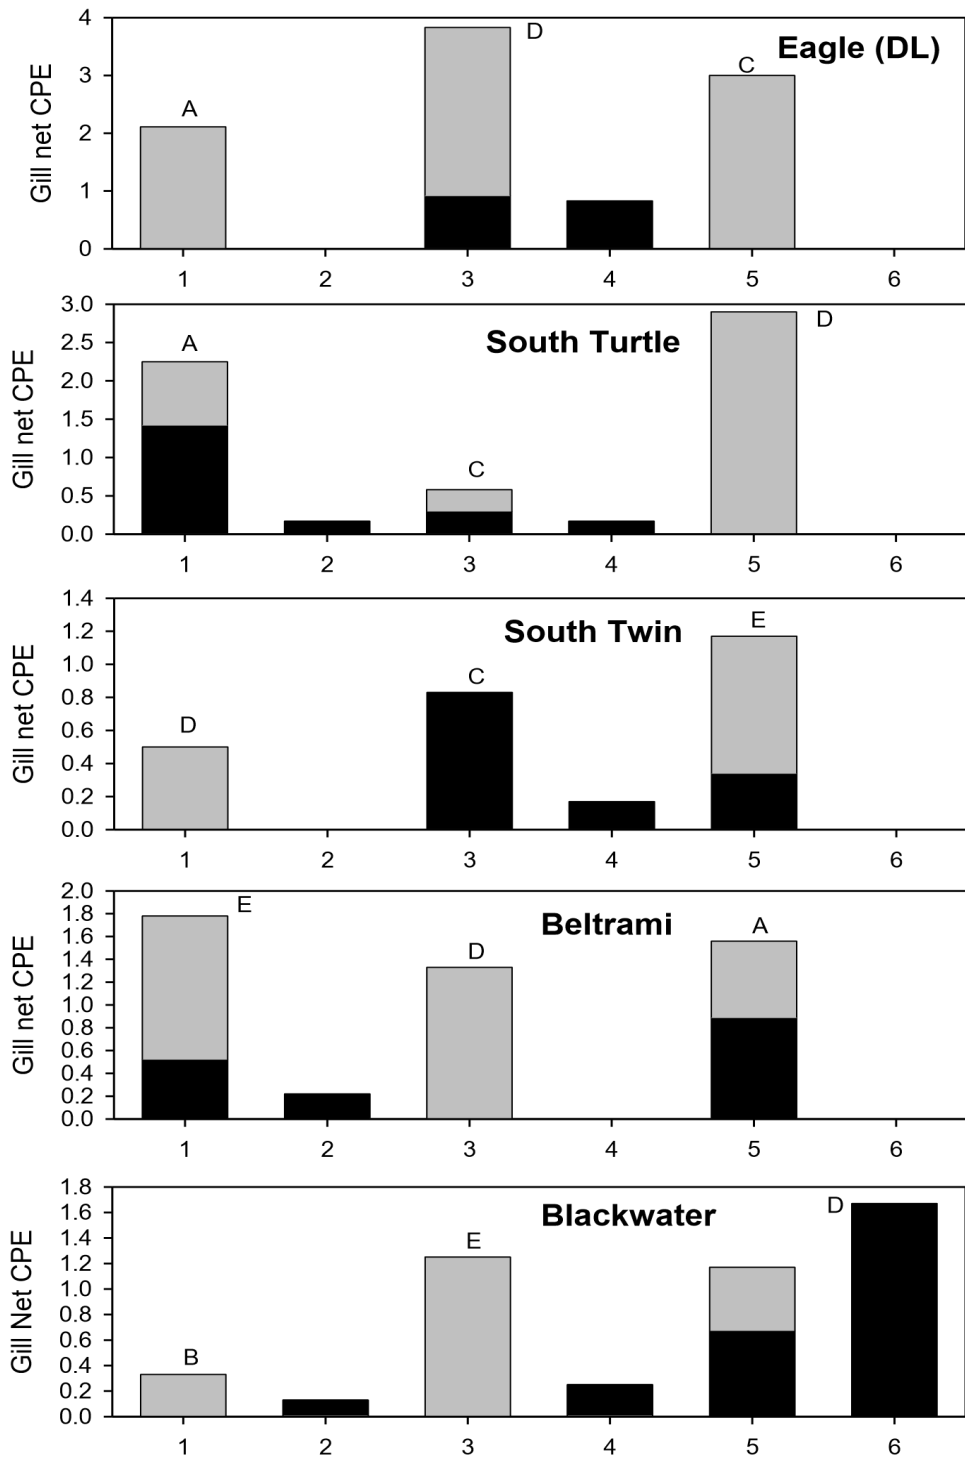 4
D
Eagle (DL)
3
C
A
2
1
0
Gill net CPE
1 2 3 4 5 6
3.0
D
South Turtle
A
2.5
2.0
1.5
1.0
C
0.5
0.0
Gill net CPE
1 2 3 4 5 6
1.4
E
South Twin
1.2
1.0
C
0.8
D
0.6
0.4
0.2
0.0
Gill net CPE
1 2 3 4 5 6
2.0
E
1.8
Beltrami
A
1.6
D
1.4
1.2
1.0
0.8
0.6
0.4
0.2
0.0
Gill net CPE
1 2 3 4 5 6
1.8
D
Blackwater
1.6
E
1.4
1.2
1.0
0.8
0.6
B
0.4
0.2
0.0
Gill Net CPE
1 2 3 4 5 6